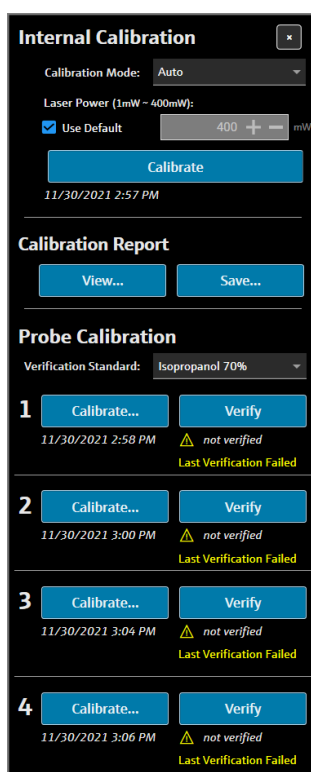 Internal Calibration
Calibration Mode: Auto
Laser Power (1mW ~ 400mW):
Use Default 400 mW
Calibrate
11/30/2021 2:57 PM
Calibration Report
View... Save...
Probe Calibration
Verification Standard: Isopropanol 70%
1 Calibrate... Verify
11/30/2021 2:58 PM not verified
Last Verification Failed
2 Calibrate... Verify
11/30/2021 3:00 PM not verified
Last Verification Failed
3 Calibrate... Verify
11/30/2021 3:04 PM not verified
Last Verification Failed
4 Calibrate... Verify
11/30/2021 3:06 PM not verified
Last Verification Failed